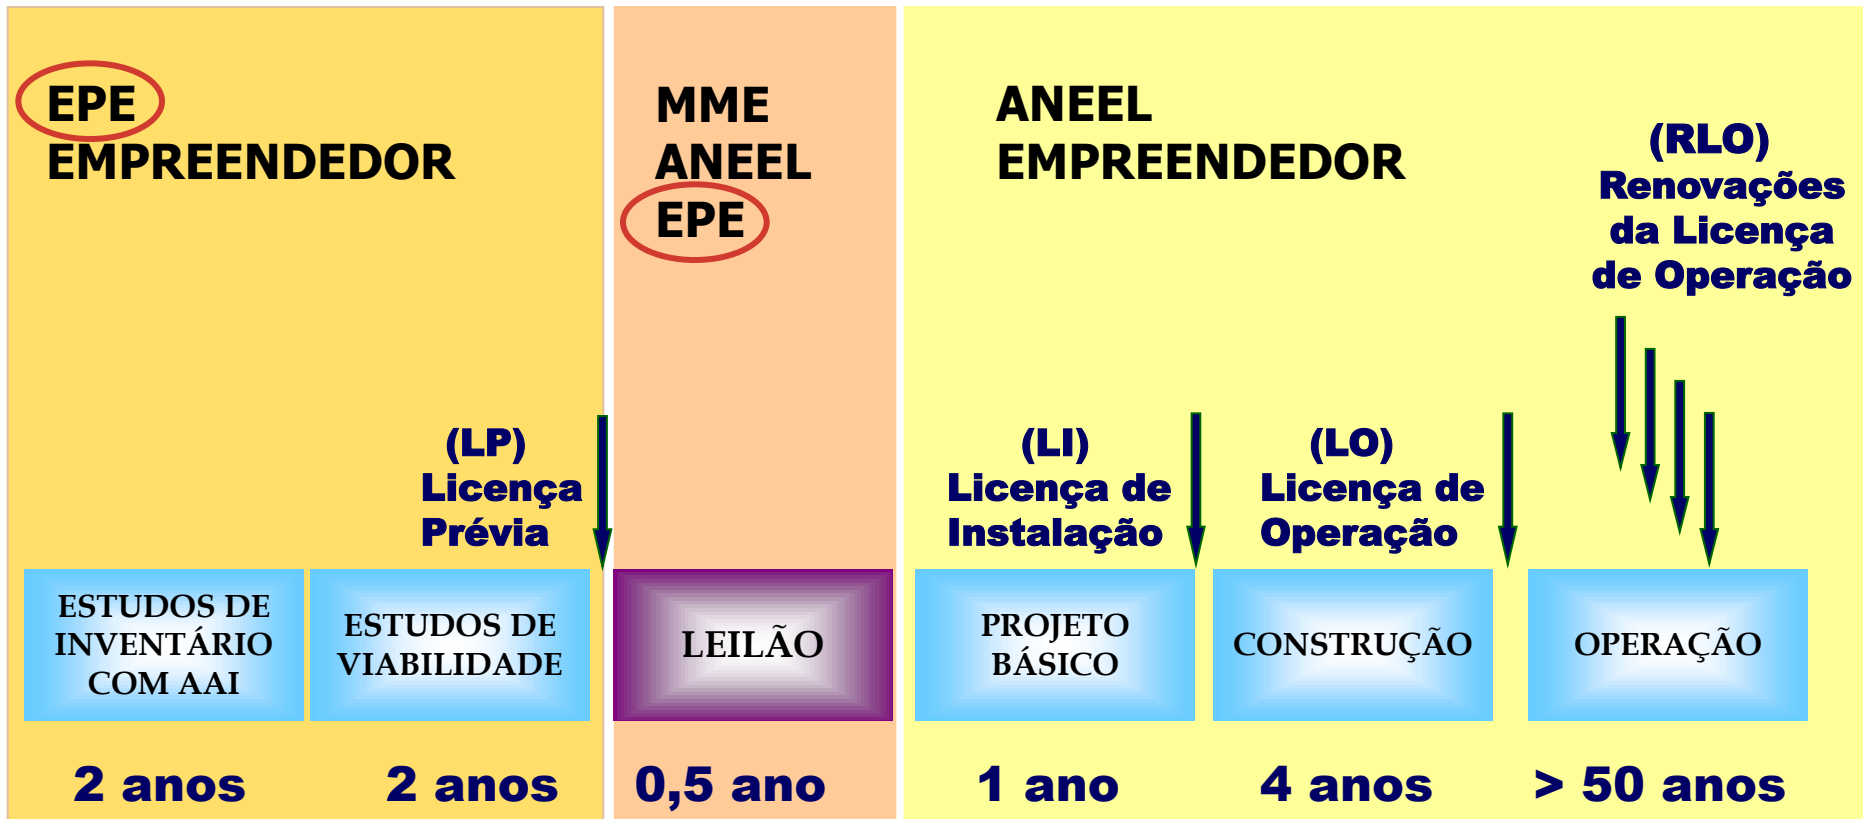 EPE
EMPREENDEDOR
MME
ANEEL
EPE
ANEEL
EMPREENDEDOR
(RLO)
Renovações
da Licença
de Operação
(LP)
Licença
Prévia
(LI)
Licença de
Instalação
(LO)
Licença de
Operação
ESTUDOS DE
INVENTÁRIO
COM AAI
ESTUDOS DE
VIABILIDADE
LEILÃO
PROJETO
BÁSICO
CONSTRUÇÃO
OPERAÇÃO
2 anos
2 anos
0,5 ano
1 ano
4 anos
> 50 anos